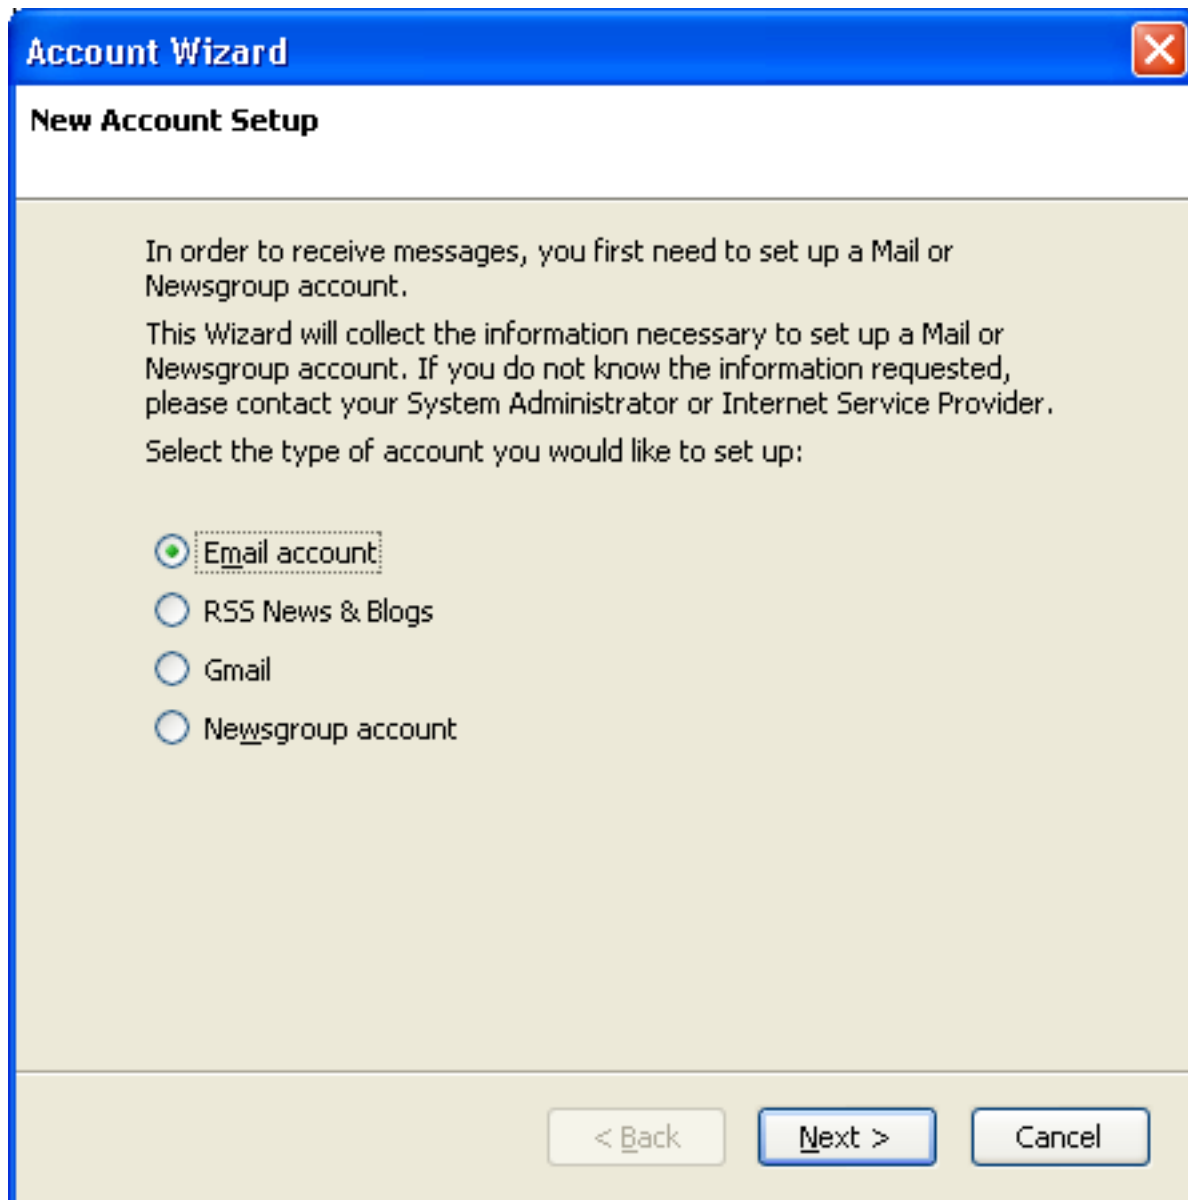 Account Wizard
New Account Setup
In order to receive messages, you first need to set up a Mail or
Newsgroup account.
This Wizard will collect the information necessary to set up a Mail or
Newsgroup account. If you do not know the information requested,
please contact your System Administrator or Internet Service Provider.
Select the type of account you would like to set up:
Email account
RSS News & Blogs
Gmail
Newsgroup account
< Back
Next >
Cancel